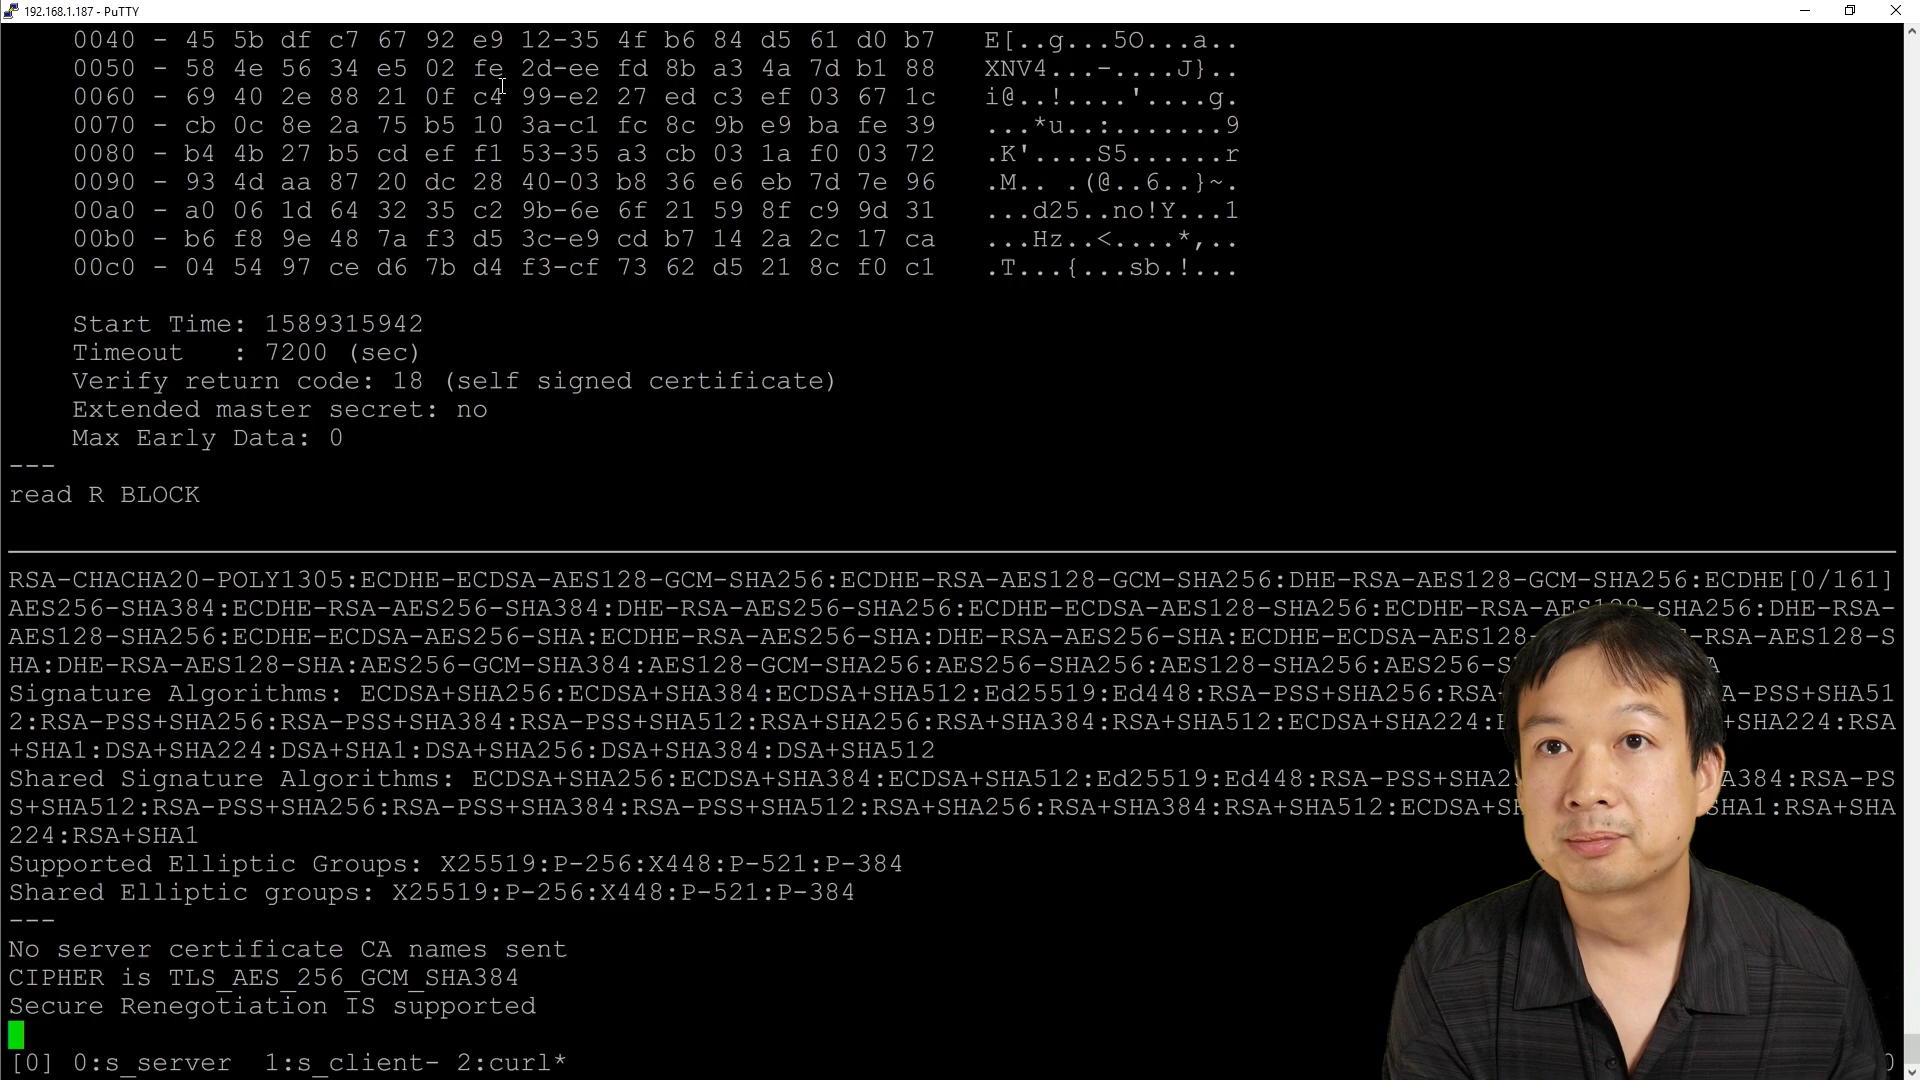 192.168.1.187 - PuTTY
0040 - 45 5b df c7 67 92 e9 12-35 4f b6 84 d5 61 d0 b7   E[..g...5O...a..
0050 - 58 4e 56 34 e5 02 fe 2d-ee fd 8b a3 4a 7d b1 88   XNV4...-....J}..
0060 - 69 40 2e 88 21 0f c4 99-e2 27 ed c3 ef 03 67 1c   i@..!....'....g.
0070 - cb 0c 8e 2a 75 b5 10 3a-c1 fc 8c 9b e9 ba fe 39   ...*u..:.......9
0080 - b4 4b 27 b5 cd ef f1 53-35 a3 cb 03 1a f0 03 72   .K'....S5......r
0090 - 93 4d aa 87 20 dc 28 40-03 b8 36 e6 eb 7d 7e 96   .M.. .(@..6..}~.
00a0 - a0 06 1d 64 32 35 c2 9b-6e 6f 21 59 8f c9 9d 31   ...d25..no!Y...1
00b0 - b6 f8 9e 48 7a f3 d5 3c-e9 cd b7 14 2a 2c 17 ca   ...Hz..<....*,..
00c0 - 04 54 97 ce d6 7b d4 f3-cf 73 62 d5 21 8c f0 c1   .T...{...sb.!...
Start Time: 1589315942
Timeout   : 7200 (sec)
Verify return code: 18 (self signed certificate)
Extended master secret: no
Max Early Data: 0
---
read R BLOCK
RSA-CHACHA20-POLY1305:ECDHE-ECDSA-AES128-GCM-SHA256:ECDHE-RSA-AES128-GCM-SHA256:DHE-RSA-AES128-GCM-SHA256:ECDHE[0/161]
AES256-SHA384:ECDHE-RSA-AES256-SHA384:DHE-RSA-AES256-SHA256:ECDHE-ECDSA-AES128-SHA256:ECDHE-RSA-AES128-SHA256:DHE-RSA-
AES128-SHA256:ECDHE-ECDSA-AES256-SHA:ECDHE-RSA-AES256-SHA:DHE-RSA-AES256-SHA:ECDHE-ECDSA-AES128- -RSA-AES128-S
HA:DHE-RSA-AES128-SHA:AES256-GCM-SHA384:AES128-GCM-SHA256:AES256-SHA256:AES128-SHA256:AES256-S A
Signature Algorithms: ECDSA+SHA256:ECDSA+SHA384:ECDSA+SHA512:Ed25519:Ed448:RSA-PSS+SHA256:RSA- A-PSS+SHA51
2:RSA-PSS+SHA256:RSA-PSS+SHA384:RSA-PSS+SHA512:RSA+SHA256:RSA+SHA384:RSA+SHA512:ECDSA+SHA224: +SHA224:RSA
+SHA1:DSA+SHA224:DSA+SHA1:DSA+SHA256:DSA+SHA384:DSA+SHA512
Shared Signature Algorithms: ECDSA+SHA256:ECDSA+SHA384:ECDSA+SHA512:Ed25519:Ed448:RSA-PSS+SHA2 A384:RSA-PS
S+SHA512:RSA-PSS+SHA256:RSA-PSS+SHA384:RSA-PSS+SHA512:RSA+SHA256:RSA+SHA384:RSA+SHA512:ECDSA+S SHA1:RSA+SHA
224:RSA+SHA1
Supported Elliptic Groups: X25519:P-256:X448:P-521:P-384
Shared Elliptic groups: X25519:P-256:X448:P-521:P-384
---
No server certificate CA names sent
CIPHER is TLS_AES_256_GCM_SHA384
Secure Renegotiation IS supported
[0] 0:s_server  1:s_client- 2:curl*